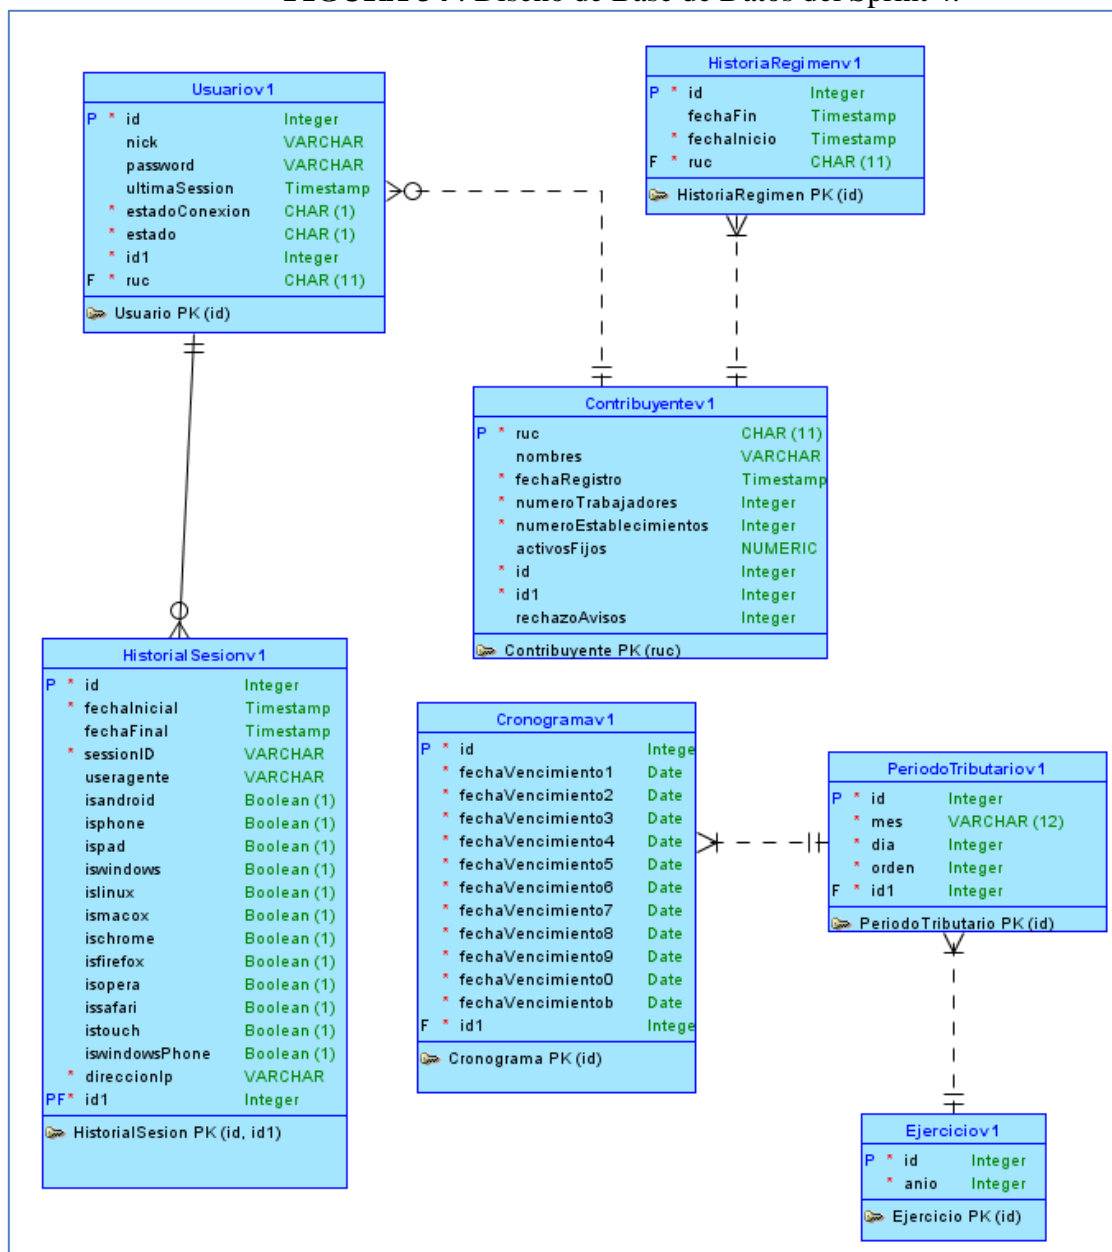 Diseño de Base de Datos del Sprint 4.
Usuariov1
P * id Integer
nick VARCHAR
password VARCHAR
ultimaSession Timestamp
* estadoConexion CHAR (1)
* estado CHAR (1)
* id1 Integer
F * ruc CHAR (11)
Usuario PK (id)
HistoriaRegimenv1
P * id Integer
fechaFin Timestamp
* fechaInicio Timestamp
F * ruc CHAR (11)
HistoriaRegimen PK (id)
Contribuyentev1
P * ruc CHAR (11)
nombres VARCHAR
* fechaRegistro Timestamp
* numeroTrabajadores Integer
* numeroEstablecimientos Integer
activosFijos NUMERIC
* id Integer
* id1 Integer
rechazoAvisos Integer
Contribuyente PK (ruc)
HistorialSesionv1
P * id Integer
* fechaInicial Timestamp
fechaFinal Timestamp
* sessionID VARCHAR
useragente VARCHAR
isandroid Boolean (1)
isphone Boolean (1)
ispad Boolean (1)
iswindows Boolean (1)
islinux Boolean (1)
ismacox Boolean (1)
ischrome Boolean (1)
isfirefox Boolean (1)
isopera Boolean (1)
issafari Boolean (1)
istouch Boolean (1)
iswindowsPhone Boolean (1)
* direccionIp VARCHAR
PF* id1 Integer
HistorialSesion PK (id, id1)
Cronogramav1
P * id Intege
* fechaVencimiento1 Date
* fechaVencimiento2 Date
* fechaVencimiento3 Date
* fechaVencimiento4 Date
* fechaVencimiento5 Date
* fechaVencimiento6 Date
* fechaVencimiento7 Date
* fechaVencimiento8 Date
* fechaVencimiento9 Date
* fechaVencimiento0 Date
* fechaVencimientob Date
F * id1 Intege
Cronograma PK (id)
PeriodoTributariov1
P * id Integer
* mes VARCHAR (12)
* dia Integer
* orden Integer
F * id1 Integer
PeriodoTributario PK (id)
Ejerciciov1
P * id Integer
* anio Integer
Ejercicio PK (id)